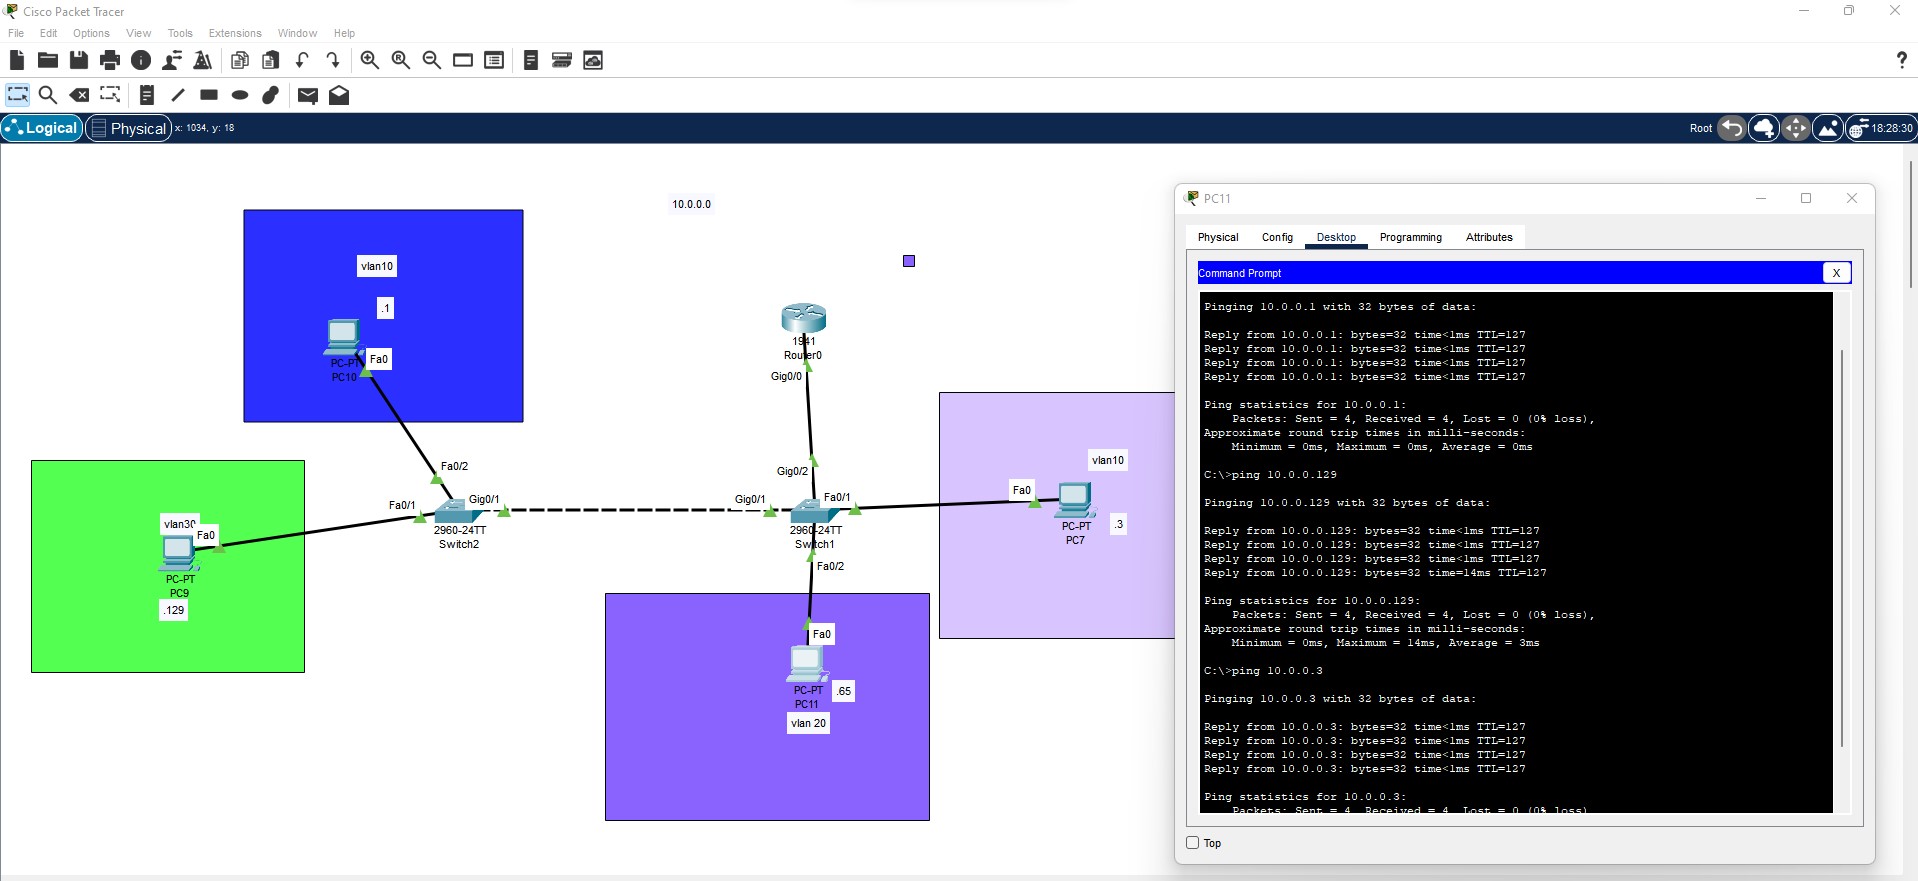 Cisco Packet Tracer
File Edit Options View Tools Extensions Window Help
Logical Physical x: 1034, y: 18 Root 18:28:30
10.0.0.0
vlan10
.1
Fa0
PC-PT
PC10
1941
Router0
Gig0/0
Gig0/2
Fa0/2
Fa0/1
Gig0/1
2960-24TT
Switch2
Gig0/1
Fa0/1
2960-24TT
Switch1
Fa0/2
vlan30
Fa0
PC-PT
PC9
.129
vlan10
Fa0
.3
PC-PT
PC7
Fa0
PC-PT
PC11
.65
vlan 20
PC11
Physical Config Desktop Programming Attributes
Command Prompt X
Pinging 10.0.0.1 with 32 bytes of data:
Reply from 10.0.0.1: bytes=32 time<1ms TTL=127
Reply from 10.0.0.1: bytes=32 time<1ms TTL=127
Reply from 10.0.0.1: bytes=32 time<1ms TTL=127
Reply from 10.0.0.1: bytes=32 time<1ms TTL=127
Ping statistics for 10.0.0.1:
Packets: Sent = 4, Received = 4, Lost = 0 (0% loss),
Approximate round trip times in milli-seconds:
Minimum = 0ms, Maximum = 0ms, Average = 0ms
C:\>ping 10.0.0.129
Pinging 10.0.0.129 with 32 bytes of data:
Reply from 10.0.0.129: bytes=32 time<1ms TTL=127
Reply from 10.0.0.129: bytes=32 time<1ms TTL=127
Reply from 10.0.0.129: bytes=32 time<1ms TTL=127
Reply from 10.0.0.129: bytes=32 time=14ms TTL=127
Ping statistics for 10.0.0.129:
Packets: Sent = 4, Received = 4, Lost = 0 (0% loss),
Approximate round trip times in milli-seconds:
Minimum = 0ms, Maximum = 14ms, Average = 3ms
C:\>ping 10.0.0.3
Pinging 10.0.0.3 with 32 bytes of data:
Reply from 10.0.0.3: bytes=32 time<1ms TTL=127
Reply from 10.0.0.3: bytes=32 time<1ms TTL=127
Reply from 10.0.0.3: bytes=32 time<1ms TTL=127
Reply from 10.0.0.3: bytes=32 time<1ms TTL=127
Ping statistics for 10.0.0.3:
Packets: Sent = 4, Received = 4, Lost = 0 (0% loss)
Top